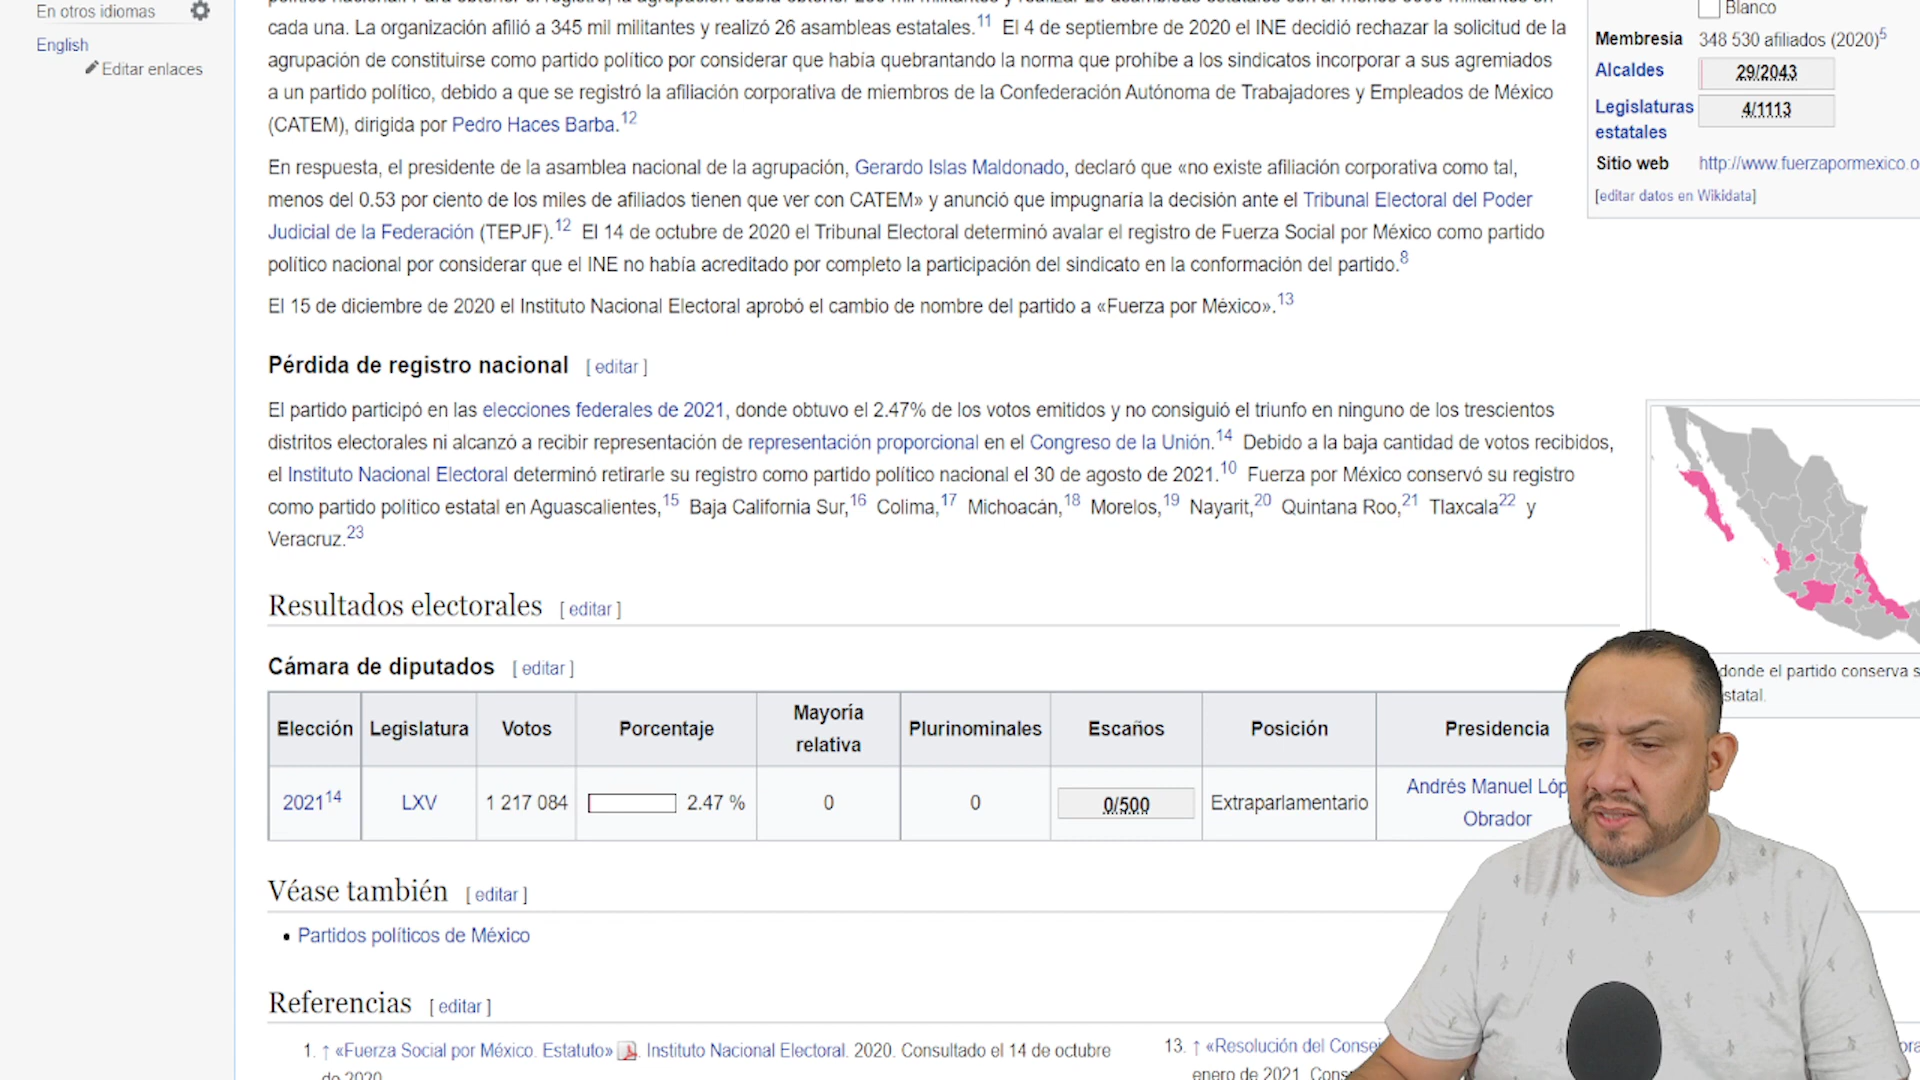 En otros idiomas
English
Editar enlaces
cada una. La organización afilió a 345 mil militantes y realizó 26 asambleas estatales.11 El 4 de septiembre de 2020 el INE decidió rechazar la solicitud de la
agrupación de constituirse como partido político por considerar que había quebrantando la norma que prohíbe a los sindicatos incorporar a sus agremiados
a un partido político, debido a que se registró la afiliación corporativa de miembros de la Confederación Autónoma de Trabajadores y Empleados de México
(CATEM), dirigida por Pedro Haces Barba.12
En respuesta, el presidente de la asamblea nacional de la agrupación, Gerardo Islas Maldonado, declaró que «no existe afiliación corporativa como tal,
menos del 0.53 por ciento de los miles de afiliados tienen que ver con CATEM» y anunció que impugnaría la decisión ante el Tribunal Electoral del Poder
Judicial de la Federación (TEPJF).12 El 14 de octubre de 2020 el Tribunal Electoral determinó avalar el registro de Fuerza Social por México como partido
político nacional por considerar que el INE no había acreditado por completo la participación del sindicato en la conformación del partido.8
El 15 de diciembre de 2020 el Instituto Nacional Electoral aprobó el cambio de nombre del partido a «Fuerza por México».13
Pérdida de registro nacional [ editar ]
El partido participó en las elecciones federales de 2021, donde obtuvo el 2.47% de los votos emitidos y no consiguió el triunfo en ninguno de los trescientos
distritos electorales ni alcanzó a recibir representación de representación proporcional en el Congreso de la Unión.14 Debido a la baja cantidad de votos recibidos,
el Instituto Nacional Electoral determinó retirarle su registro como partido político nacional el 30 de agosto de 2021.10 Fuerza por México conservó su registro
como partido político estatal en Aguascalientes,15 Baja California Sur,16 Colima,17 Michoacán,18 Morelos,19 Nayarit,20 Quintana Roo,21 Tlaxcala22 y
Veracruz.23
Resultados electorales [ editar ]
Cámara de diputados [ editar ]
Elección Legislatura Votos Porcentaje Mayoría relativa Plurinominales Escaños Posición Presidencia
202114 LXV 1 217 084 2.47 % 0 0 0/500 Extraparlamentario Andrés Manuel Lóp
Obrador
Véase también [ editar ]
• Partidos políticos de México
Referencias [ editar ]
1. ↑ «Fuerza Social por México. Estatuto» . Instituto Nacional Electoral. 2020. Consultado el 14 de octubre
de 2020.
13. ↑ «Resolución del Consej
enero de 2021. Cons
Blanco
Membresía 348 530 afiliados (2020)5
Alcaldes 29/2043
Legislaturas 4/1113
estatales
Sitio web http://www.fuerzapormexico.o
[editar datos en Wikidata]
donde el partido conserva s
statal.